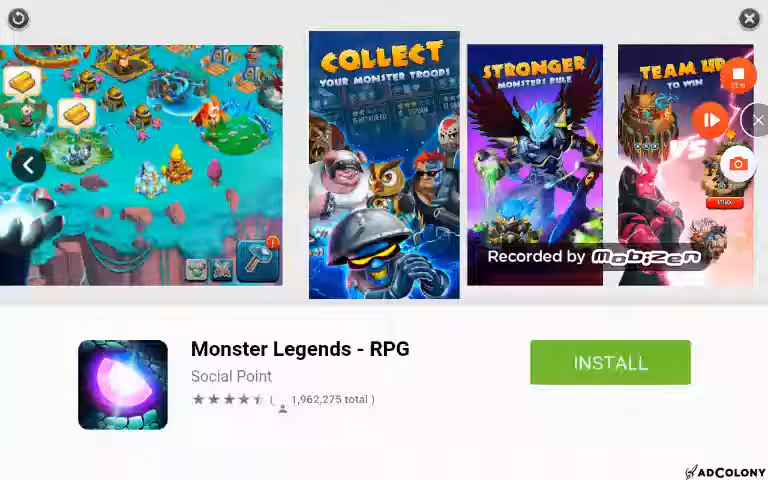 COLLECT
YOUR MONSTER TROOPS
STRONGER
MONSTERS RULE
TEAM UP
TO WIN
VS
Recorded by MOBIZEN
Monster Legends - RPG
Social Point
( 1,962,275 total )
INSTALL
ADCOLONY